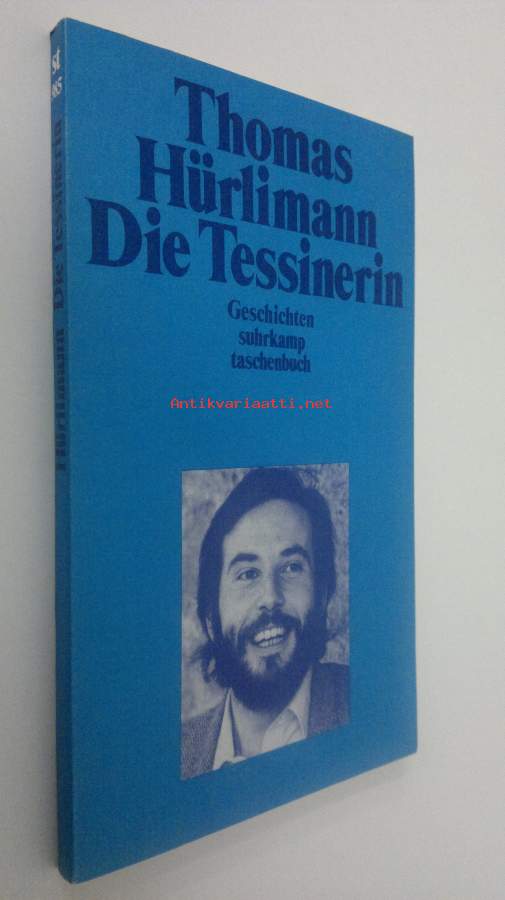 st
Hürlimann Die Tessinerin
Thomas
Hürlimann
Die Tessinerin
Geschichten
suhrkamp
taschenbuch
Antikvariaatti.net